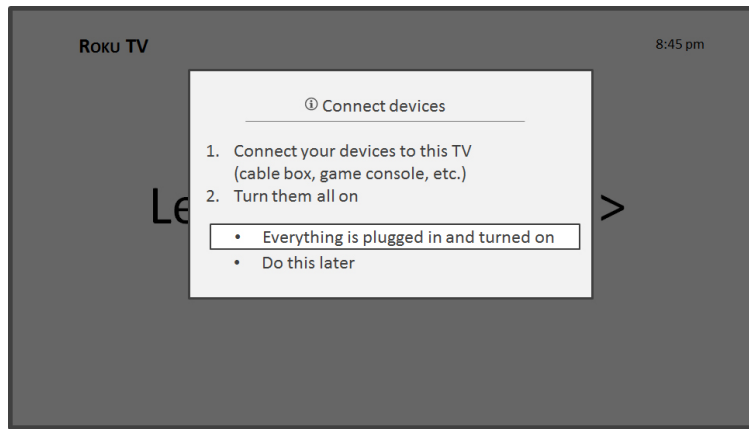 ROKU TV
8:45 pm
ⓘ Connect devices
1. Connect your devices to this TV
(cable box, game console, etc.)
2. Turn them all on
Le >
• Everything is plugged in and turned on
• Do this later